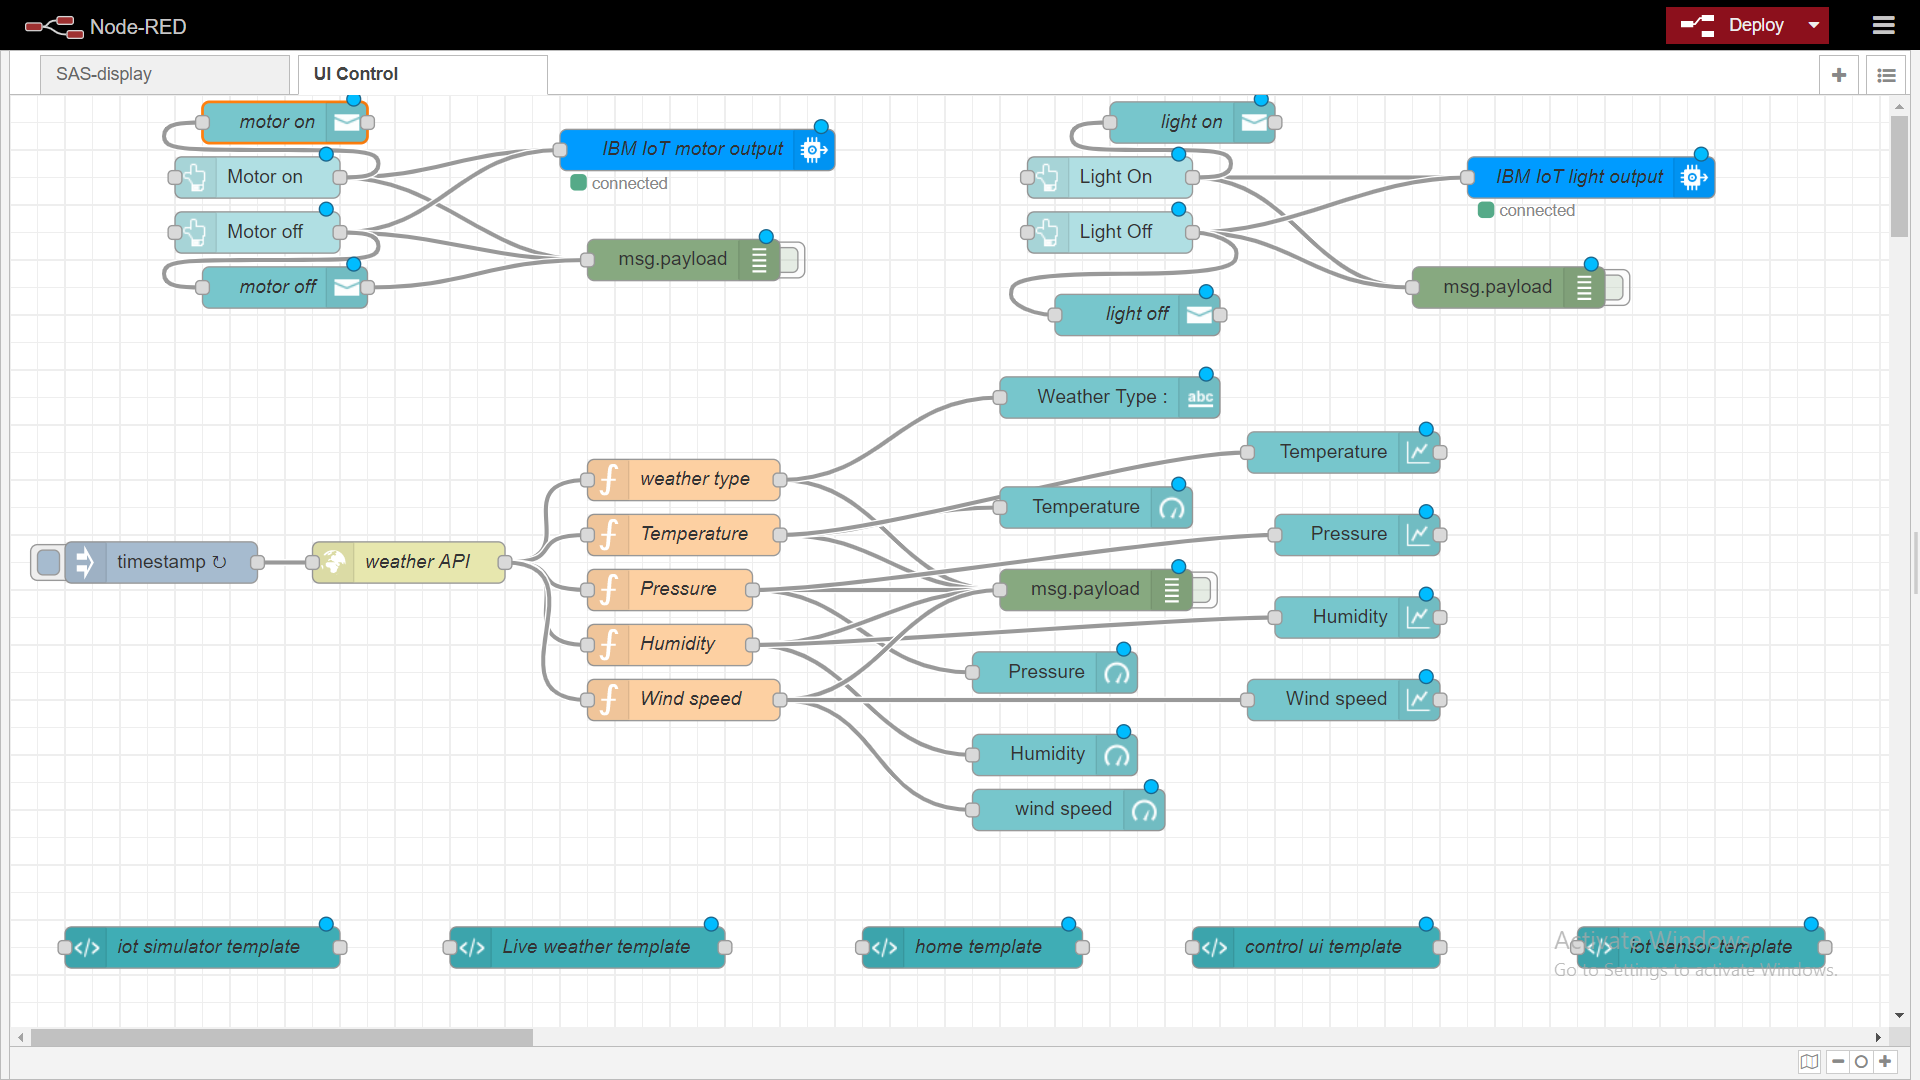 Node-RED
Deploy
SAS-display
UI Control
motor on
Motor on
Motor off
motor off
IBM IoT motor output
connected
msg.payload
light on
Light On
Light Off
light off
IBM IoT light output
connected
msg.payload
Weather Type :
abc
timestamp ↻
weather API
weather type
Temperature
Pressure
Humidity
Wind speed
Temperature
msg.payload
Pressure
Humidity
wind speed
Temperature
Pressure
Humidity
Wind speed
iot simulator template
Live weather template
home template
control ui template
iot sensor template
Activate Windows
Go to Settings to activate Windows.